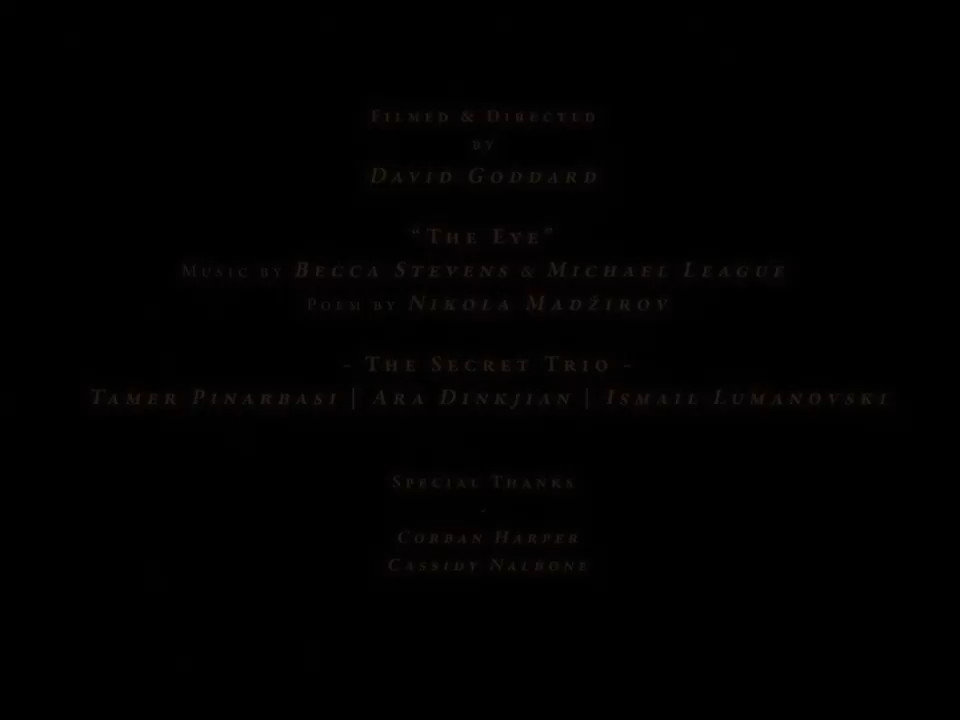 Filmed & Directed
by
David Goddard
“The Eye”
Music by Becca Stevens & Michael League
Poem by Nikola Madžirov
- The Secret Trio -
Tamer Pinarbasi | Ara Dinkjian | Ismail Lumanovski
Special Thanks
-
Corban Harper
Cassidy Nalbone